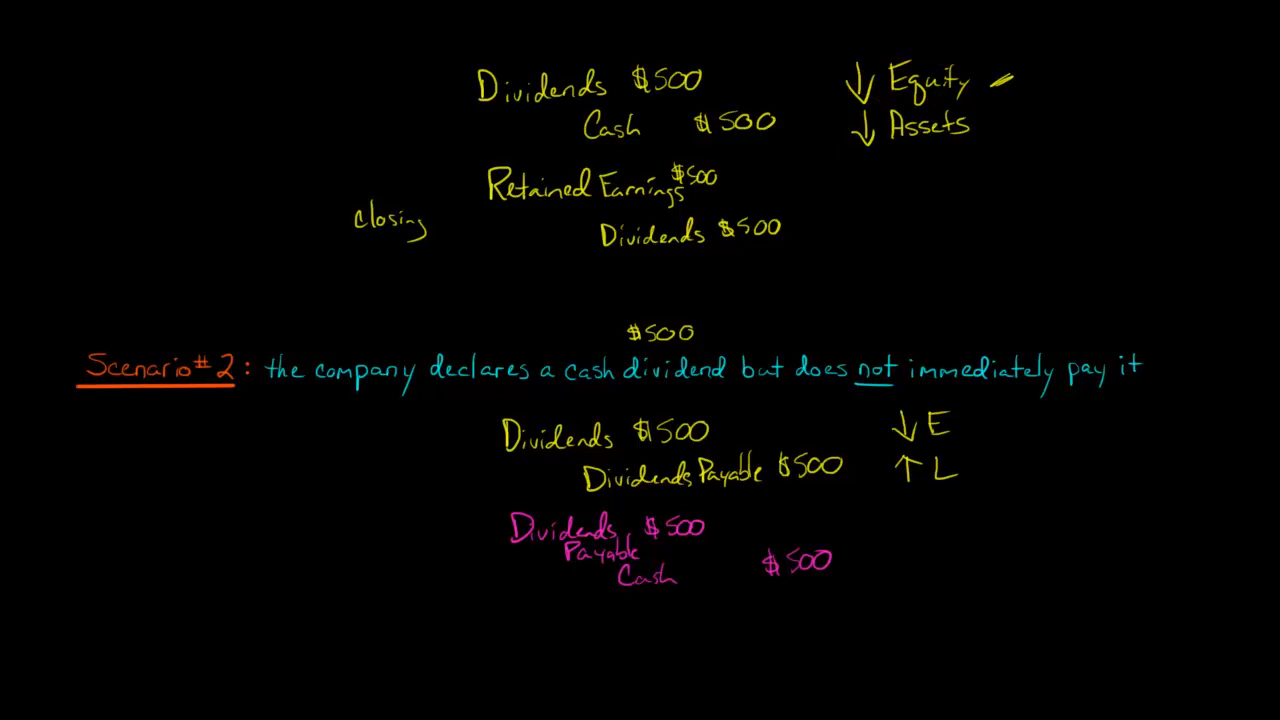 Dividends $500 ↓ Equity
Cash $500 ↓ Assets
Retained Earnings $500
closing
Dividends $500
$500
Scenario #2: the company declares a cash dividend but does not immediately pay it
Dividends $500 ↓ E
Dividends Payable $500 ↑ L
Dividends $500
Payable
Cash $500